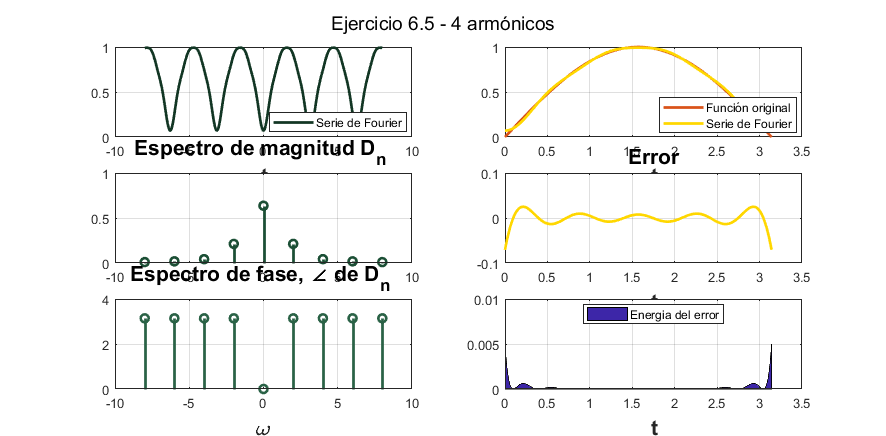 Ejercicio 6.5 - 4 armónicos
1
0.5
0
-10 -5 0 5 10
Serie de Fourier
1
0.5
0
0 0.5 1 1.5 2 2.5 3 3.5
Función original
Serie de Fourier
Espectro de magnitud Dn
1
0.5
0
-10 -5 0 5 10
Error
0.1
0
-0.1
0 0.5 1 1.5 2 2.5 3 3.5
Espectro de fase, ∠ de Dn
4
2
0
-10 -5 0 5 10
ω
0.01
0.005
0
0 0.5 1 1.5 2 2.5 3 3.5
Energia del error
t